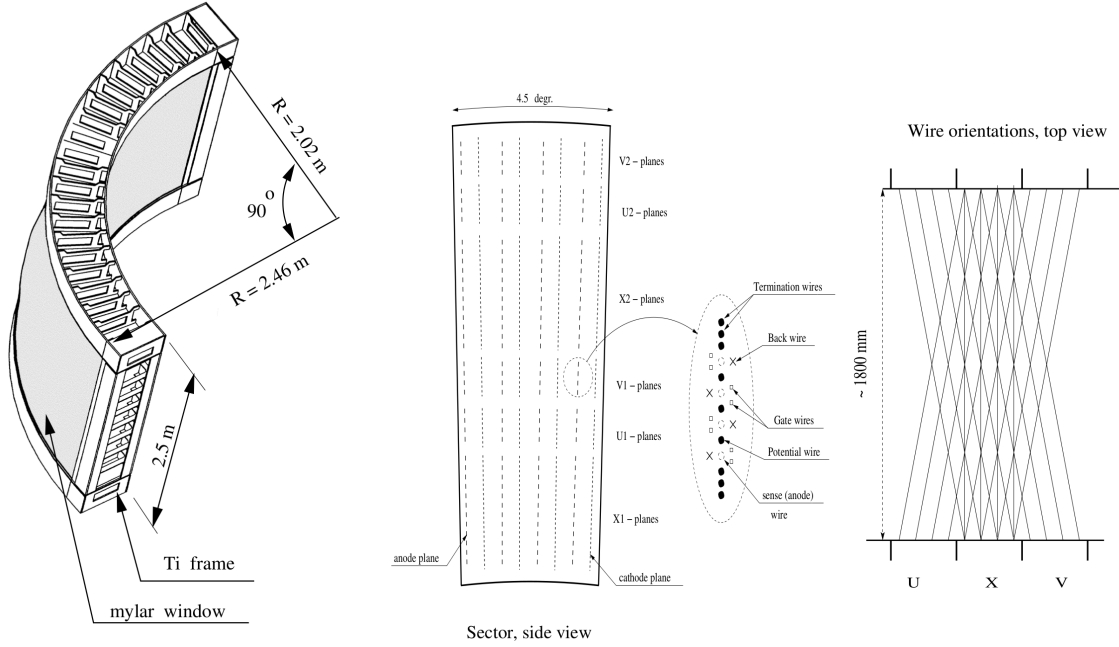 R = 2.02 m
90°
R = 2.46 m
2.5 m
Ti frame
mylar window
4.5 degr.
V2 – planes
U2 – planes
X2 – planes
V1 – planes
U1 – planes
X1 – planes
anode plane
cathode plane
Sector, side view
Termination wires
Back wire
Gate wires
Potential wire
sense (anode)
wire
Wire orientations, top view
~ 1800 mm
U X V